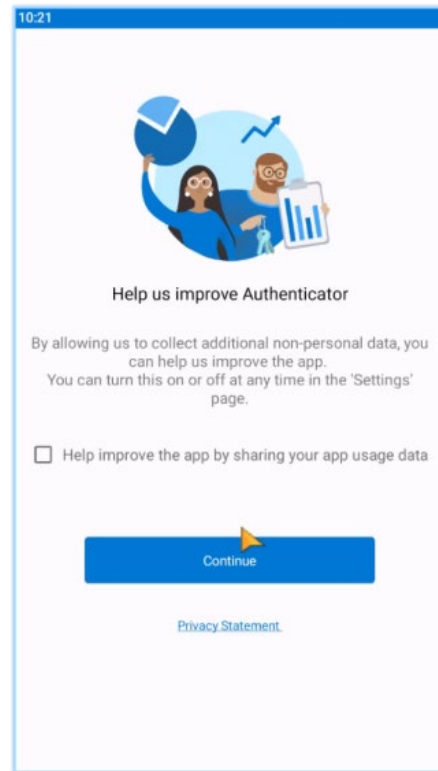 10:21
Help us improve Authenticator
By allowing us to collect additional non-personal data, you
can help us improve the app.
You can turn this on or off at any time in the 'Settings'
page.
Help improve the app by sharing your app usage data
Continue
Privacy Statement